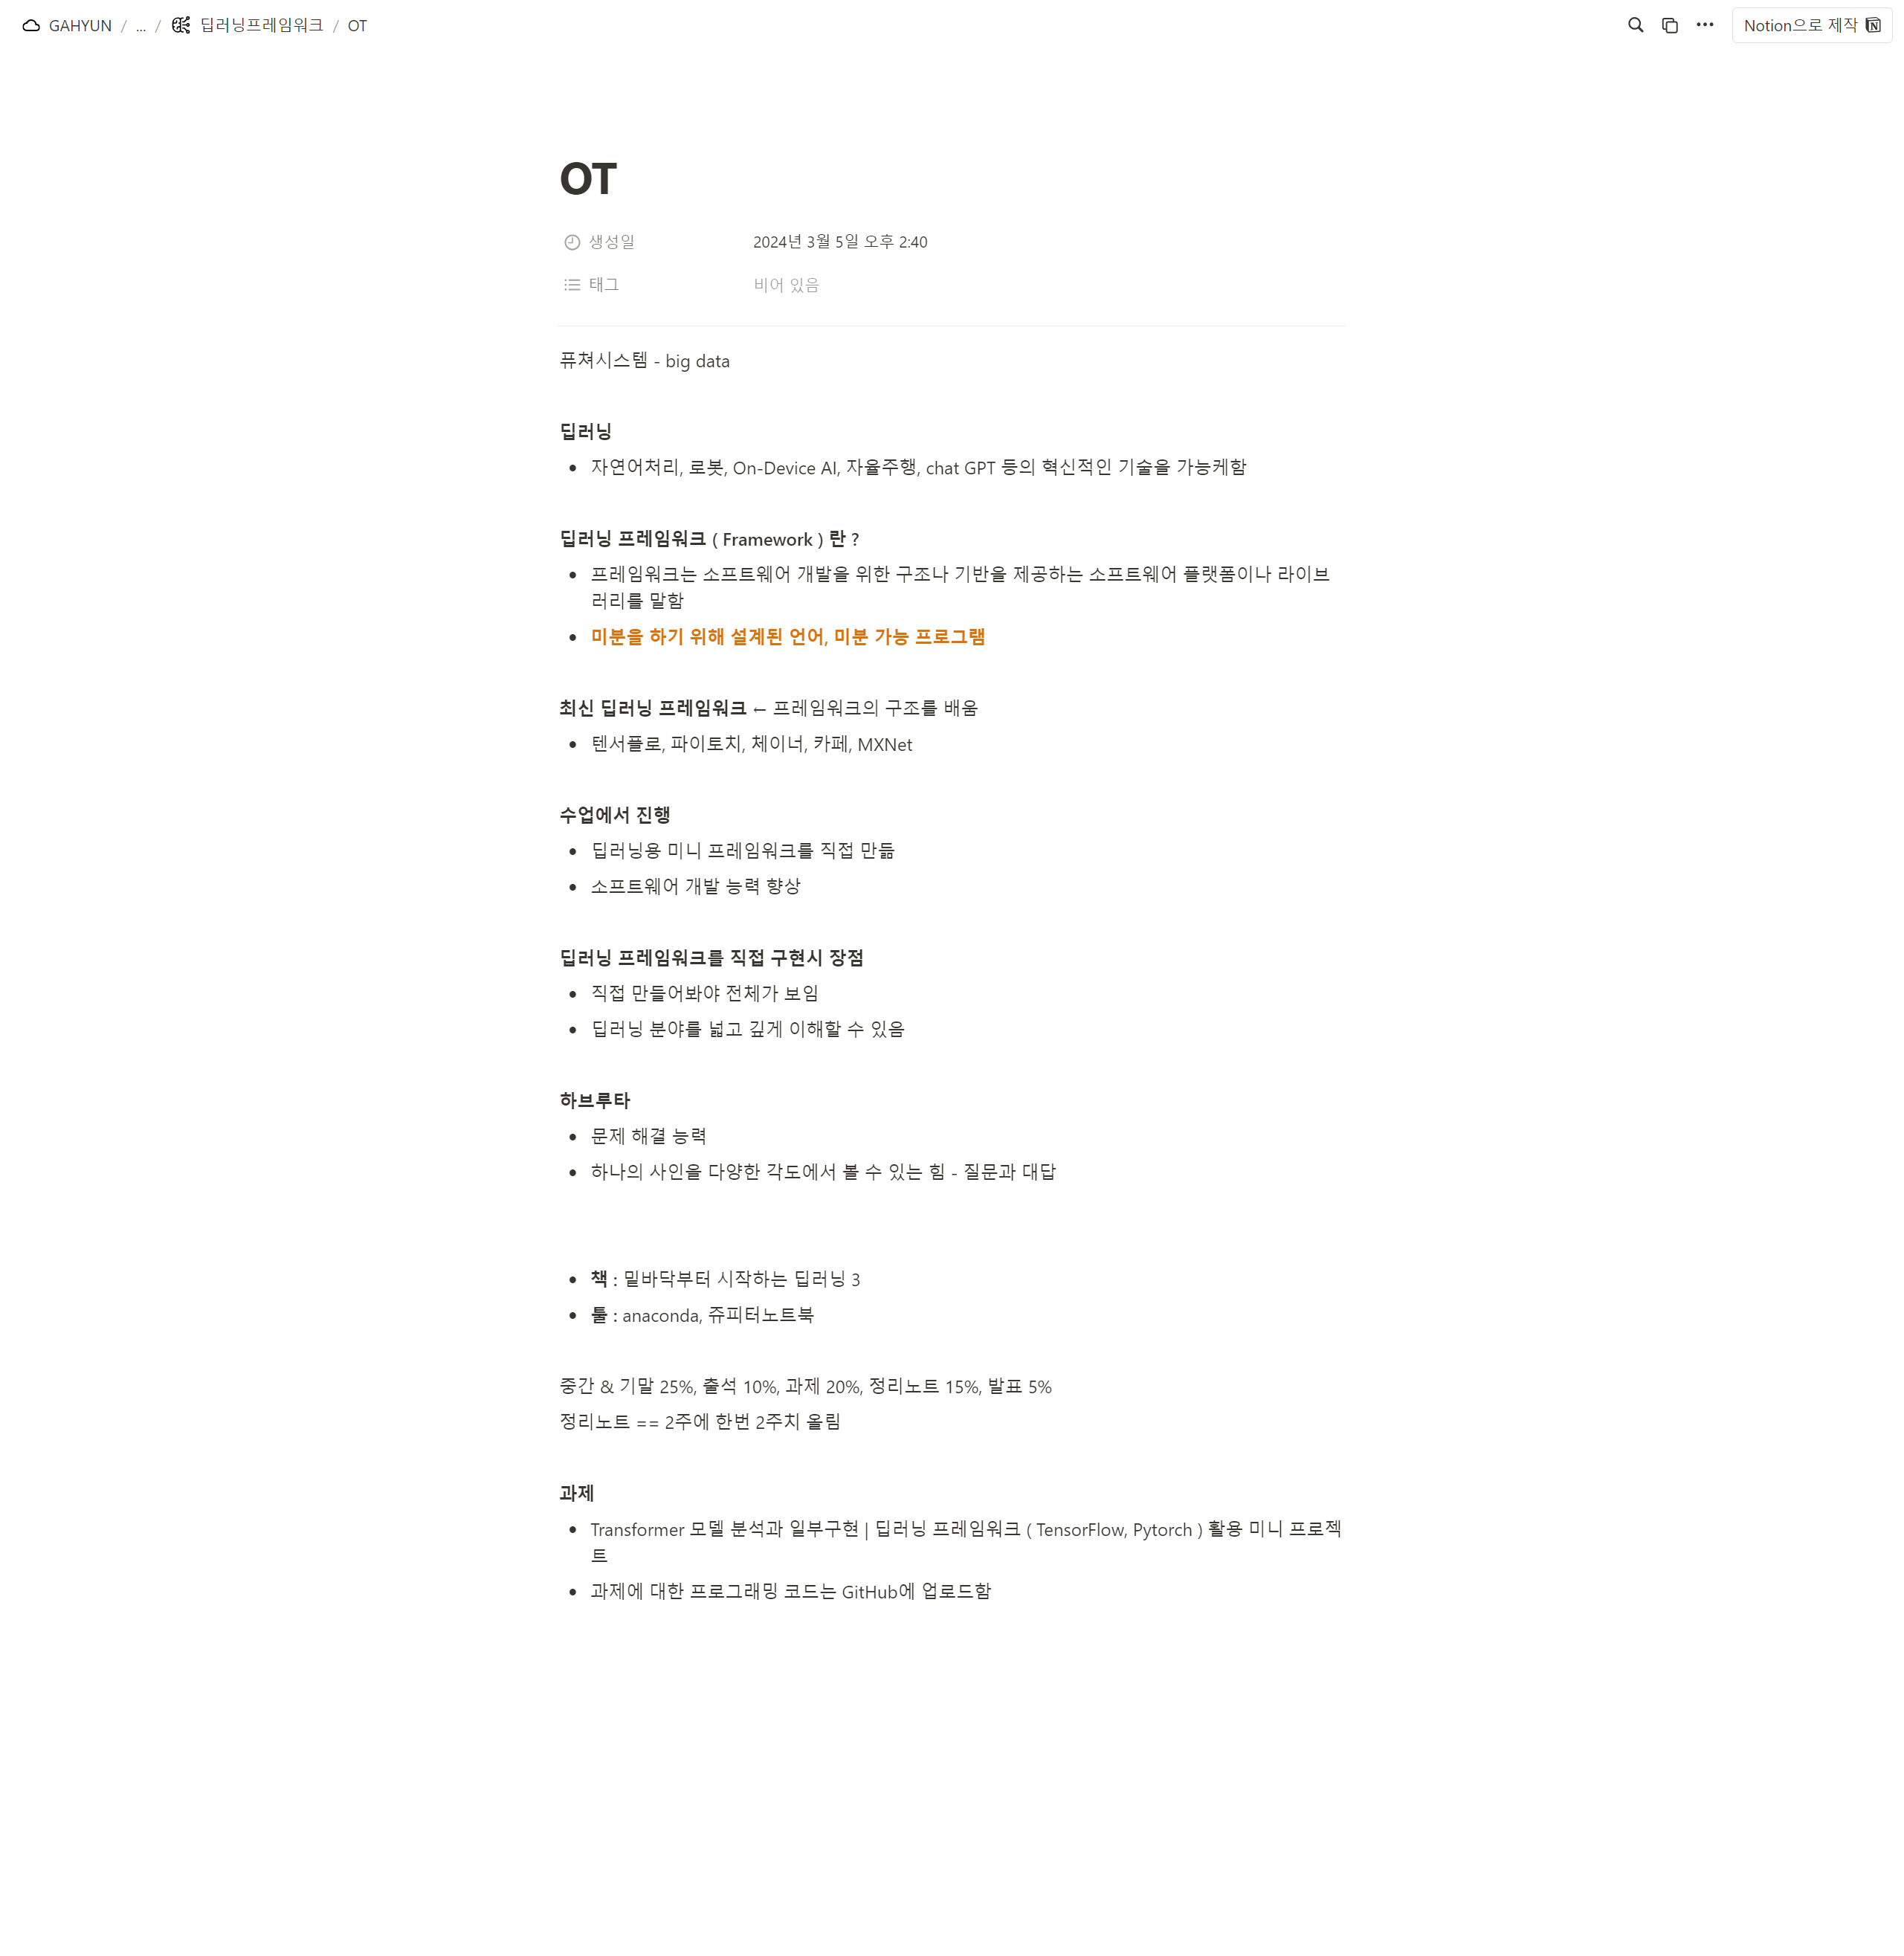 GAHYUN / ... / 딥러닝프레임워크 / OT
Notion으로 제작
OT
생성일 2024년 3월 5일 오후 2:40
태그 비어 있음
퓨쳐시스템 - big data
딥러닝
• 자연어처리, 로봇, On-Device AI, 자율주행, chat GPT 등의 혁신적인 기술을 가능케함
딥러닝 프레임워크 ( Framework ) 란 ?
• 프레임워크는 소프트웨어 개발을 위한 구조나 기반을 제공하는 소프트웨어 플랫폼이나 라이브
러리를 말함
• 미분을 하기 위해 설계된 언어, 미분 가능 프로그램
최신 딥러닝 프레임워크 ← 프레임워크의 구조를 배움
• 텐서플로, 파이토치, 체이너, 카페, MXNet
수업에서 진행
• 딥러닝용 미니 프레임워크를 직접 만듦
• 소프트웨어 개발 능력 향상
딥러닝 프레임워크를 직접 구현시 장점
• 직접 만들어봐야 전체가 보임
• 딥러닝 분야를 넓고 깊게 이해할 수 있음
하브루타
• 문제 해결 능력
• 하나의 사인을 다양한 각도에서 볼 수 있는 힘 - 질문과 대답
• 책 : 밑바닥부터 시작하는 딥러닝 3
• 툴 : anaconda, 쥬피터노트북
중간 & 기말 25%, 출석 10%, 과제 20%, 정리노트 15%, 발표 5%
정리노트 == 2주에 한번 2주치 올림
과제
• Transformer 모델 분석과 일부구현 | 딥러닝 프레임워크 ( TensorFlow, Pytorch ) 활용 미니 프로젝
트
• 과제에 대한 프로그래밍 코드는 GitHub에 업로드함